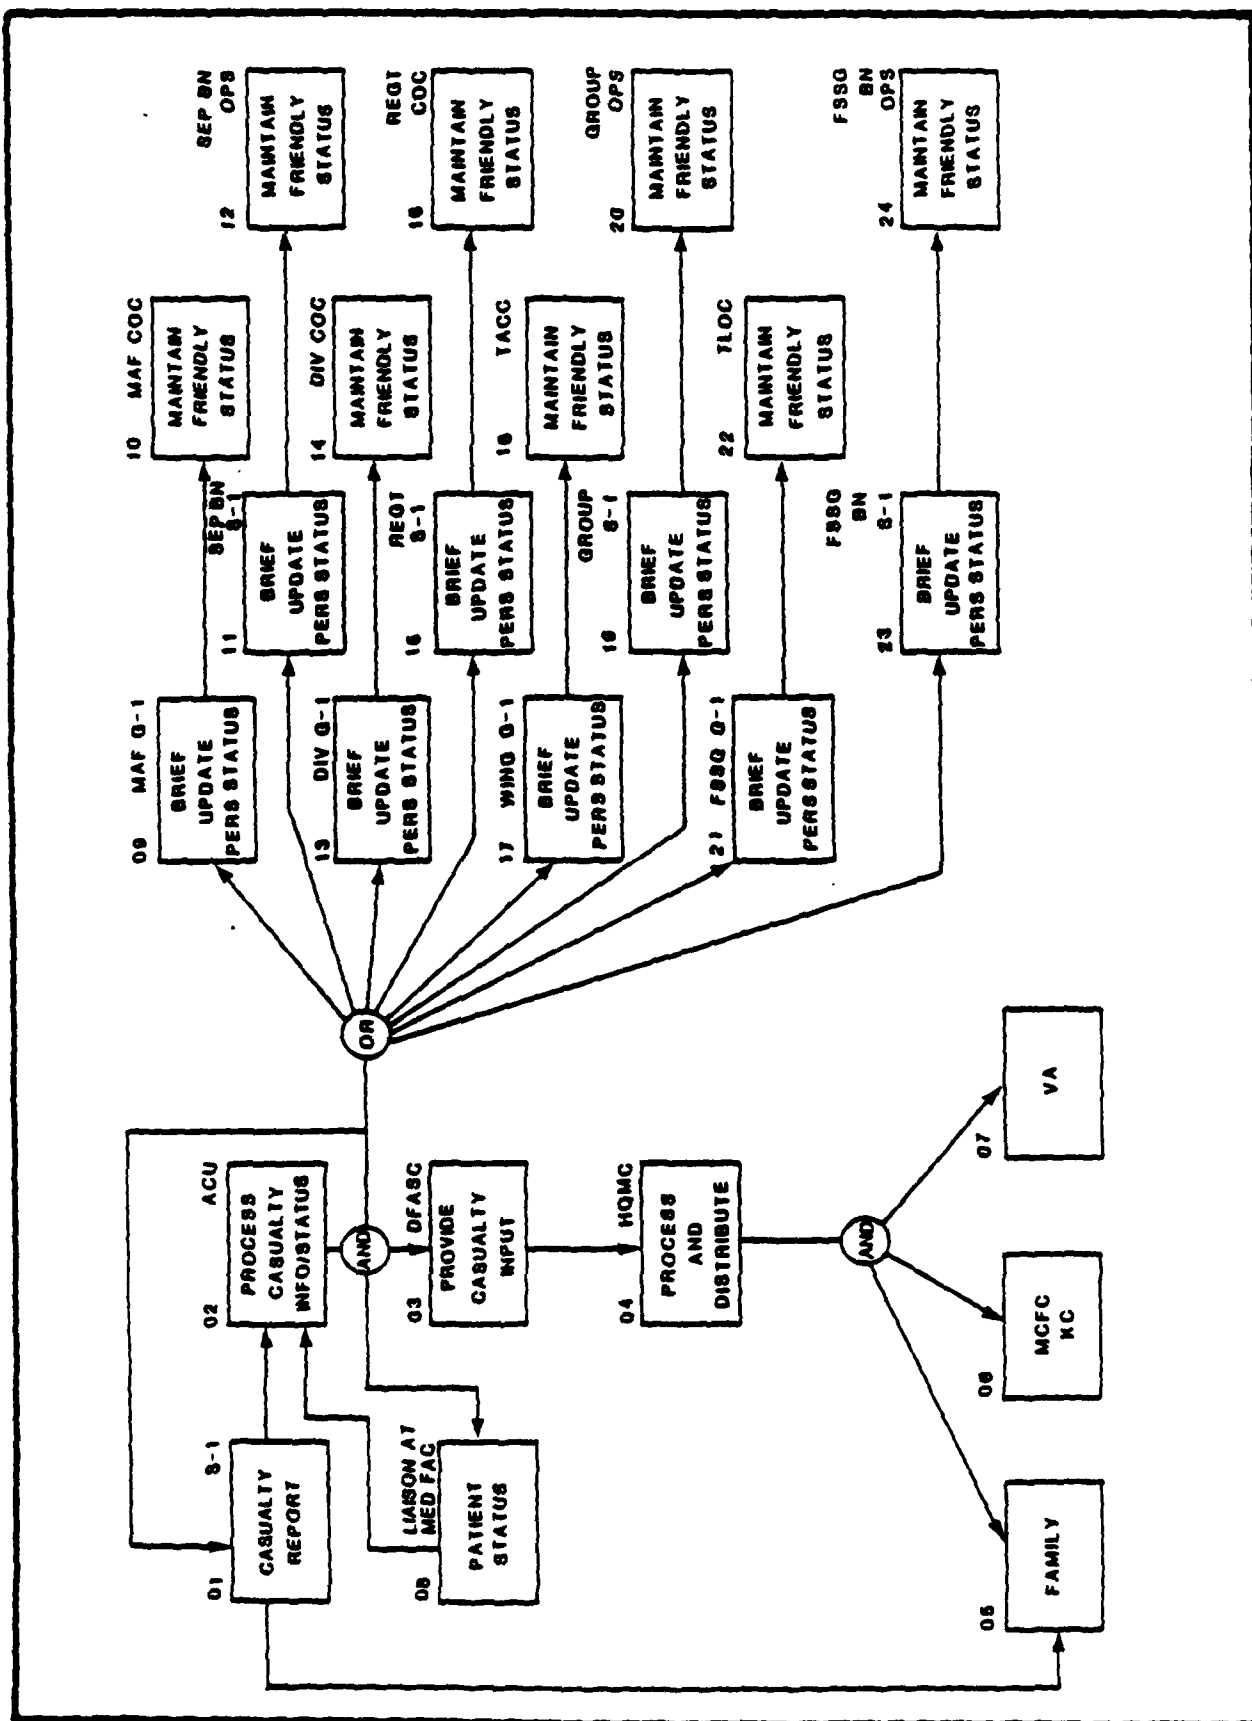 01 S-1
CASUALTY
REPORT
02 ACU
PROCESS
CASUALTY
INFO/STATUS
AND
03 DFASC
PROVIDE
CASUALTY
INPUT
04 HQMC
PROCESS
AND
DISTRIBUTE
AND
05
FAMILY
06
MCFC
KC
07
VA
LIAISON AT
MED FAC
08
PATIENT
STATUS
OR
09 MAF G-1
BRIEF
UPDATE
PERS STATUS
10 MAF COC
MAINTAIN
FRIENDLY
STATUS
SEP BN
11 S-1
BRIEF
UPDATE
PERS STATUS
SEP BN
12 OPS
MAINTAIN
FRIENDLY
STATUS
13 DIV G-1
BRIEF
UPDATE
PERS STATUS
14 DIV COC
MAINTAIN
FRIENDLY
STATUS
REGT
15 S-1
BRIEF
UPDATE
PERS STATUS
REGT
16 COC
MAINTAIN
FRIENDLY
STATUS
17 WING G-1
BRIEF
UPDATE
PERS STATUS
18 TACC
MAINTAIN
FRIENDLY
STATUS
GROUP
19 S-1
BRIEF
UPDATE
PERS STATUS
GROUP
20 OPS
MAINTAIN
FRIENDLY
STATUS
21 FSSG G-1
BRIEF
UPDATE
PERS STATUS
22 TLOC
MAINTAIN
FRIENDLY
STATUS
FSSG
BN
23 S-1
BRIEF
UPDATE
PERS STATUS
FSSG
BN
24 OPS
MAINTAIN
FRIENDLY
STATUS